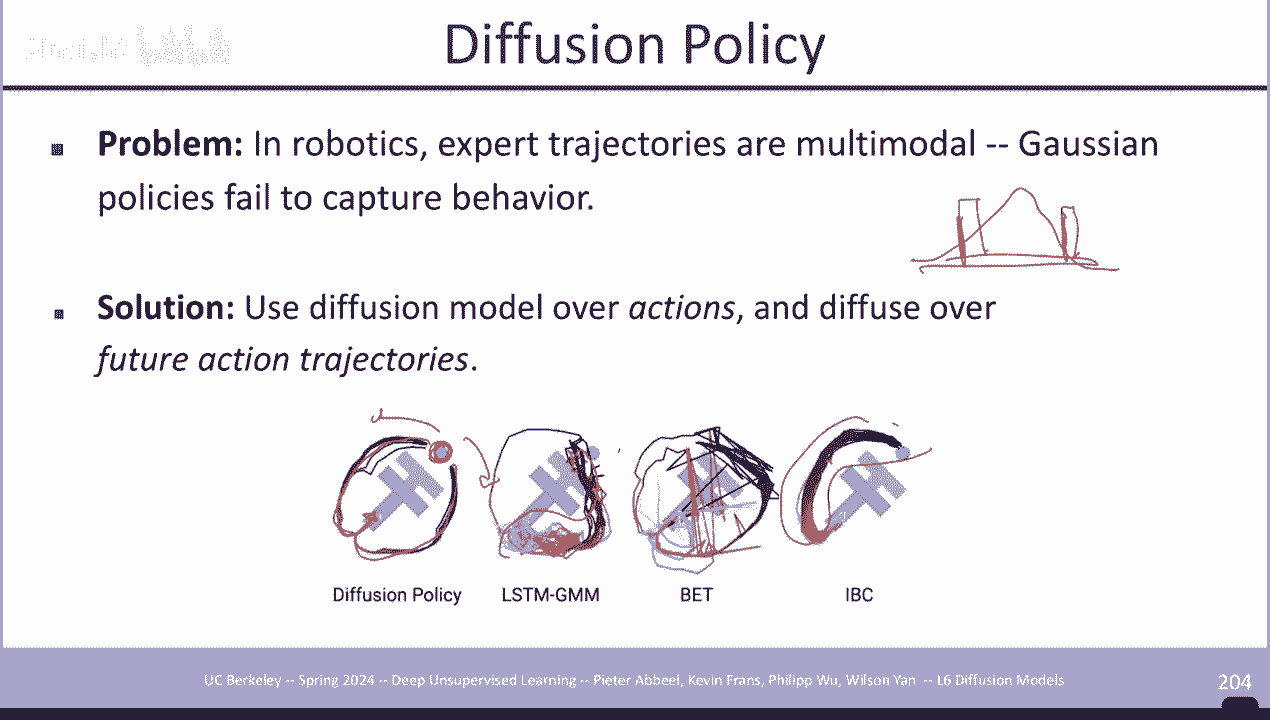 Diffusion Policy
▪ Problem: In robotics, expert trajectories are multimodal -- Gaussian
policies fail to capture behavior.
▪ Solution: Use diffusion model over actions, and diffuse over
future action trajectories.
Diffusion Policy LSTM-GMM BET IBC
UC Berkeley -- Spring 2024 -- Deep Unsupervised Learning -- Pieter Abbeel, Kevin Frans, Philipp Wu, Wilson Yan -- L6 Diffusion Models
204